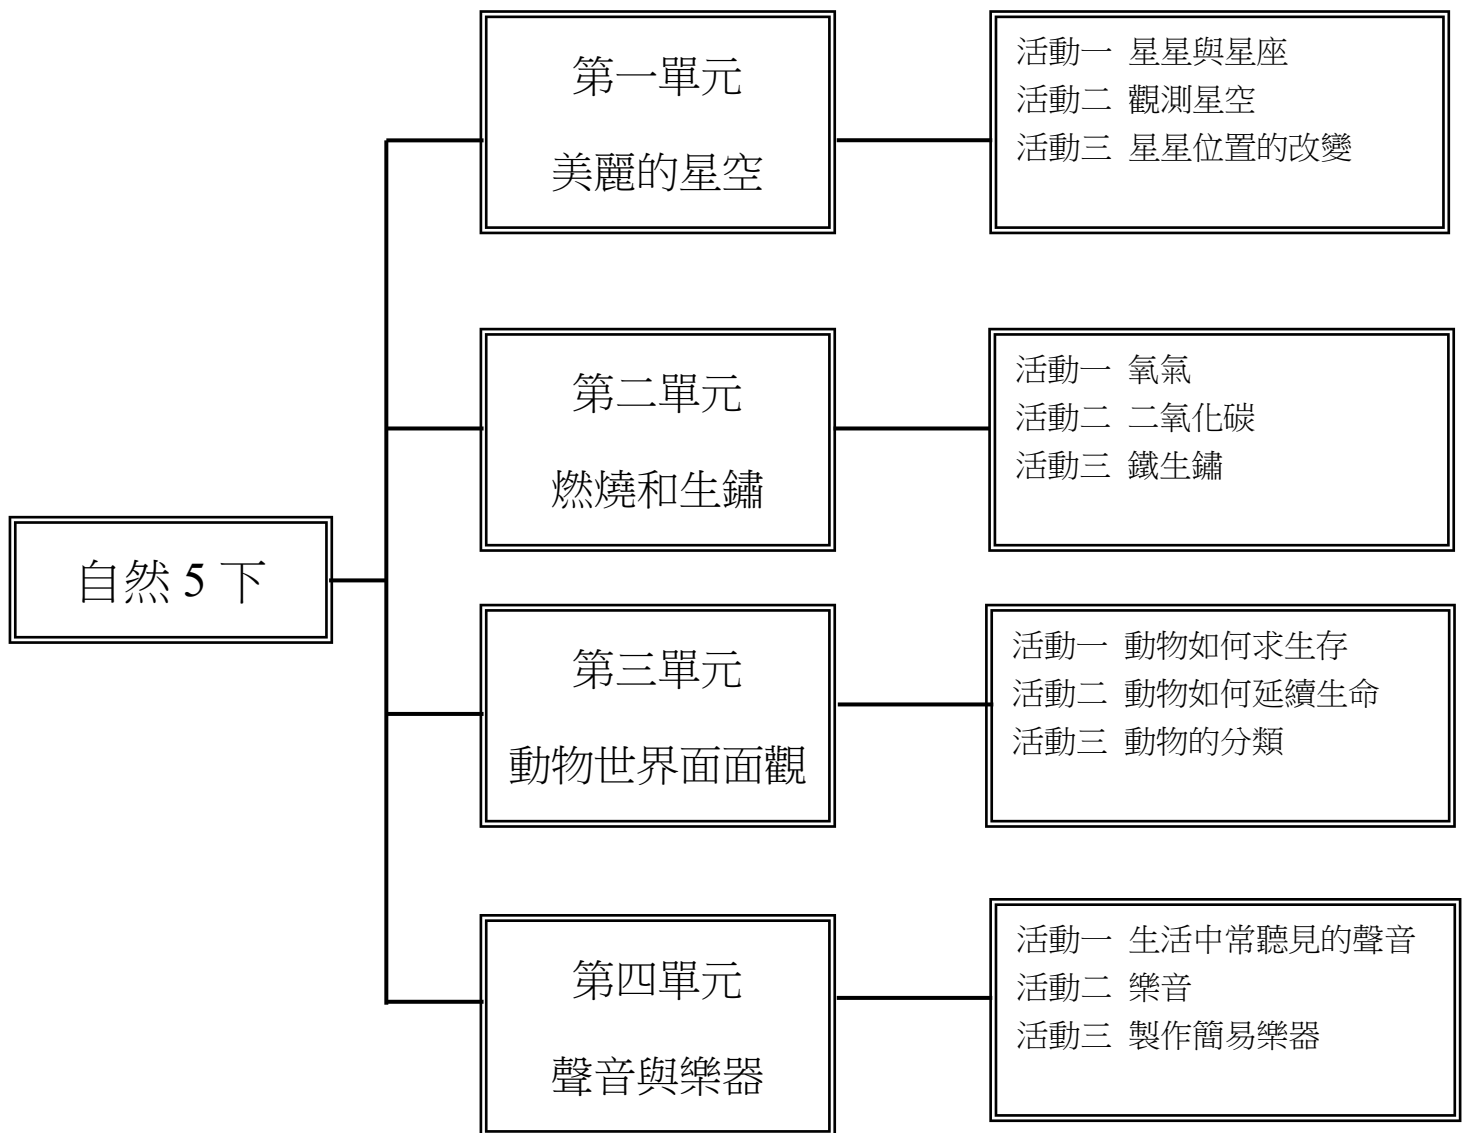 自然 5 下
第一單元
美麗的星空
活動一 星星與星座
活動二 觀測星空
活動三 星星位置的改變
第二單元
燃燒和生鏽
活動一 氧氣
活動二 二氧化碳
活動三 鐵生鏽
第三單元
動物世界面面觀
活動一 動物如何求生存
活動二 動物如何延續生命
活動三 動物的分類
第四單元
聲音與樂器
活動一 生活中常聽見的聲音
活動二 樂音
活動三 製作簡易樂器